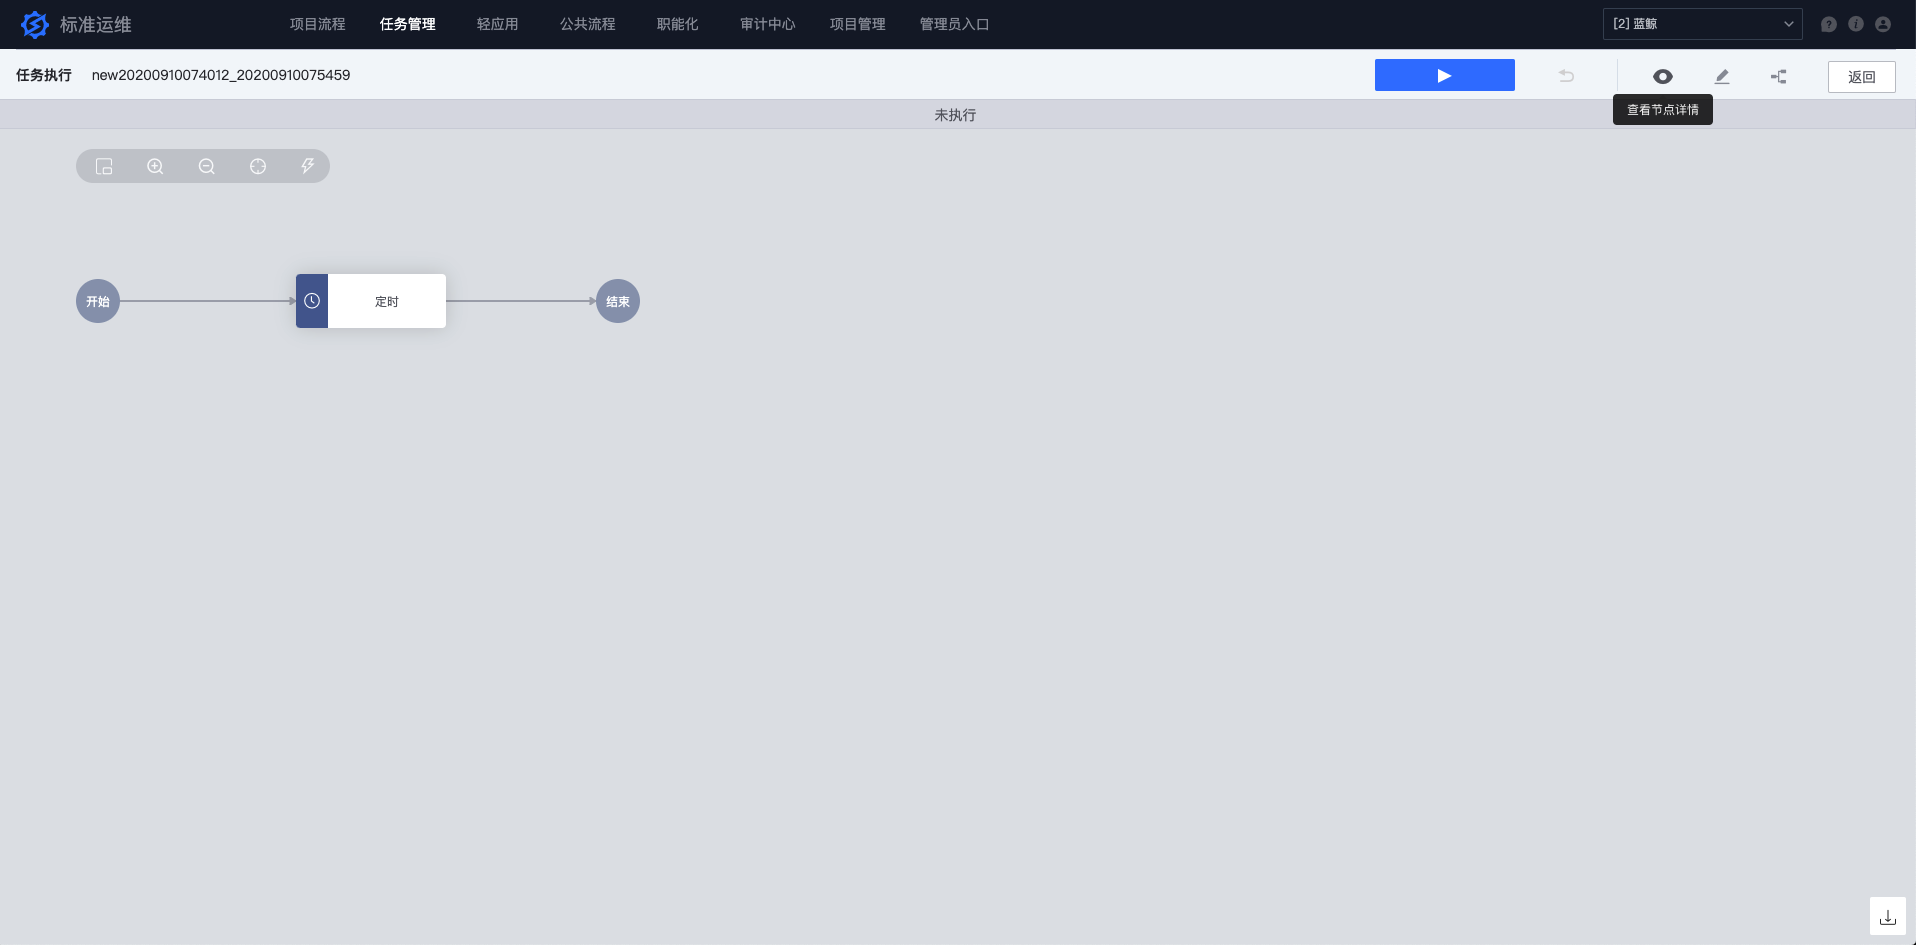 标准运维
项目流程 任务管理 轻应用 公共流程 职能化 审计中心 项目管理 管理员入口
[2] 蓝鲸
任务执行 new20200910074012_20200910075459
返回
未执行
查看节点详情
开始
定时
结束